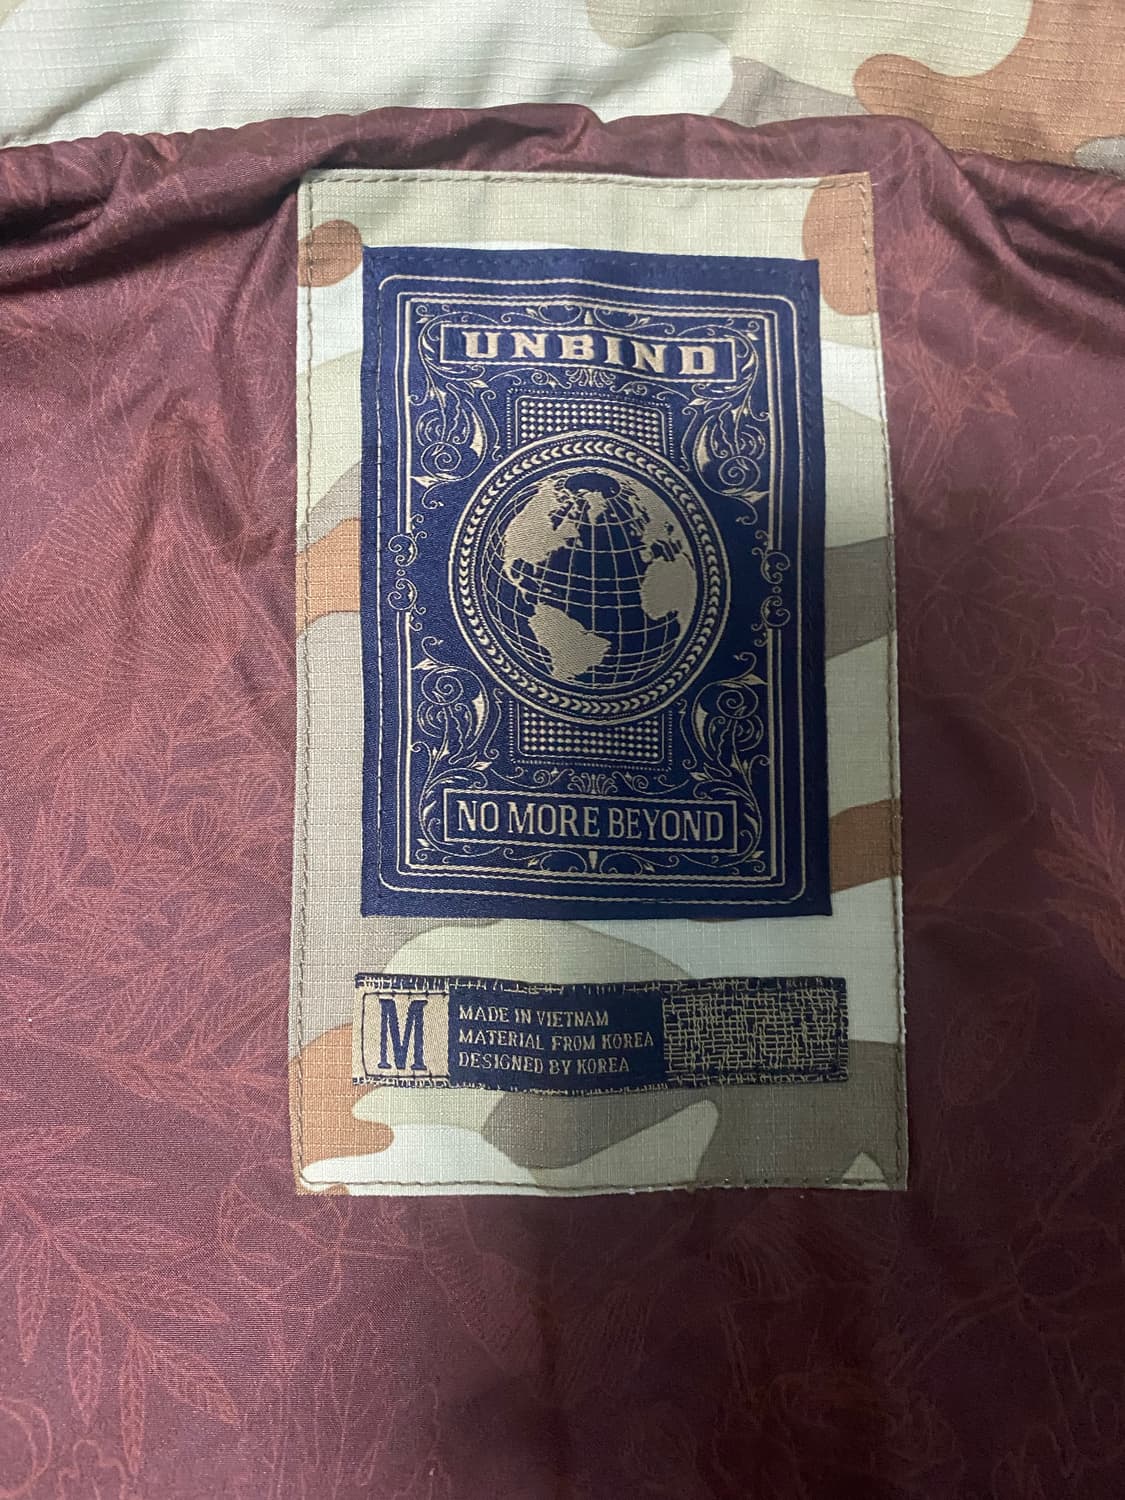 UNBIND
NO MORE BEYOND
M
MADE IN VIETNAM
MATERIAL FROM KOREA
DESIGNED BY KOREA